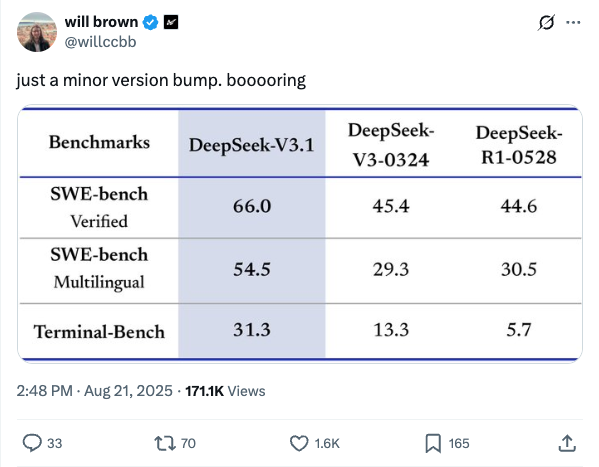 will brown
@willccbb
just a minor version bump. booooring
Benchmarks DeepSeek-V3.1 DeepSeek-V3-0324 DeepSeek-R1-0528
SWE-bench Verified 66.0 45.4 44.6
SWE-bench Multilingual 54.5 29.3 30.5
Terminal-Bench 31.3 13.3 5.7
2:48 PM · Aug 21, 2025 · 171.1K Views
33 70 1.6K 165